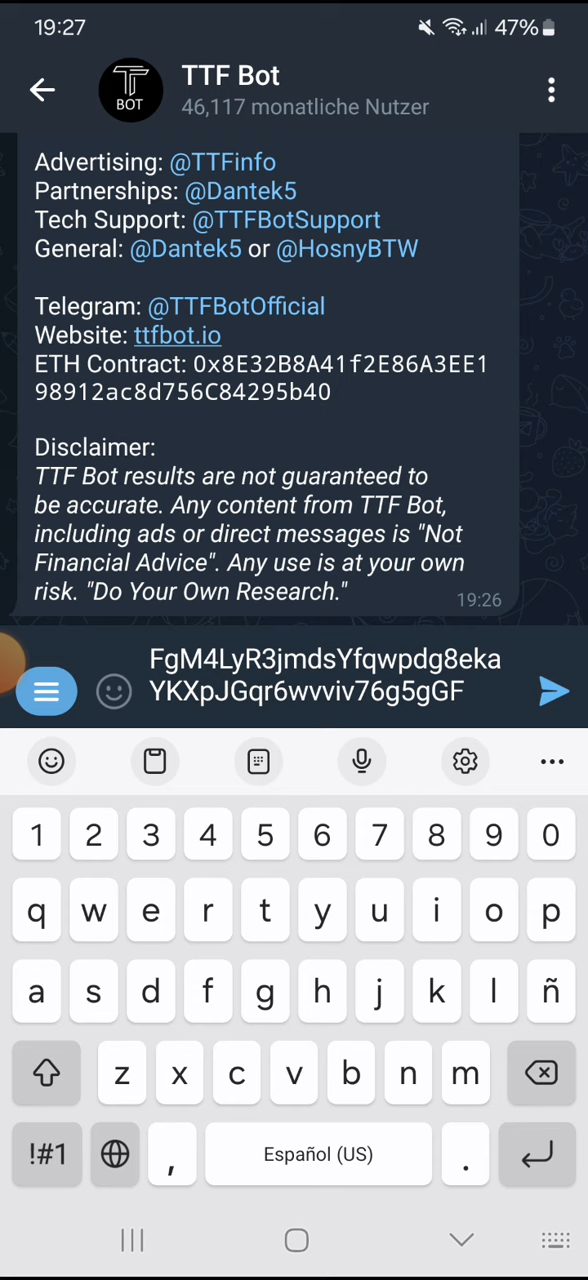 19:27
47%
TTF Bot
BOT
46,117 monatliche Nutzer
Advertising: @TTFinfo
Partnerships: @Dantek5
Tech Support: @TTFBotSupport
General: @Dantek5 or @HosnyBTW
Telegram: @TTFBotOfficial
Website: ttfbot.io
ETH Contract: 0x8E32B8A41f2E86A3EE1
98912ac8d756C84295b40
Disclaimer:
TTF Bot results are not guaranteed to
be accurate. Any content from TTF Bot,
including ads or direct messages is "Not
Financial Advice". Any use is at your own
risk. "Do Your Own Research."
19:26
FgM4LyR3jmdsYfqwpdg8eka
YKXpJGqr6wvviv76g5gGF
1 2 3 4 5 6 7 8 9 0
q w e r t y u i o p
a s d f g h j k l ñ
z x c v b n m
!#1 , Español (US) .